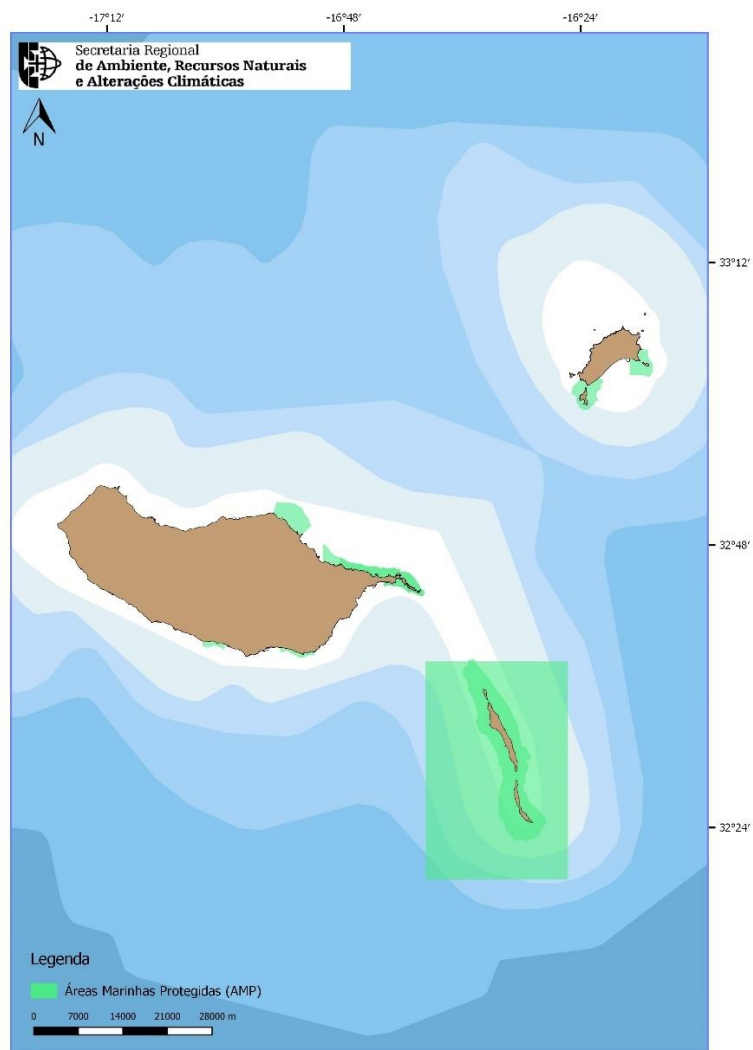 -17°12'
-16°48'
-16°24'
Secretaria Regional
de Ambiente, Recursos Naturais
e Alterações Climáticas
N
33°12'
32°48'
32°24'
Legenda
Áreas Marinhas Protegidas (AMP)
0 7000 14000 21000 28000 m